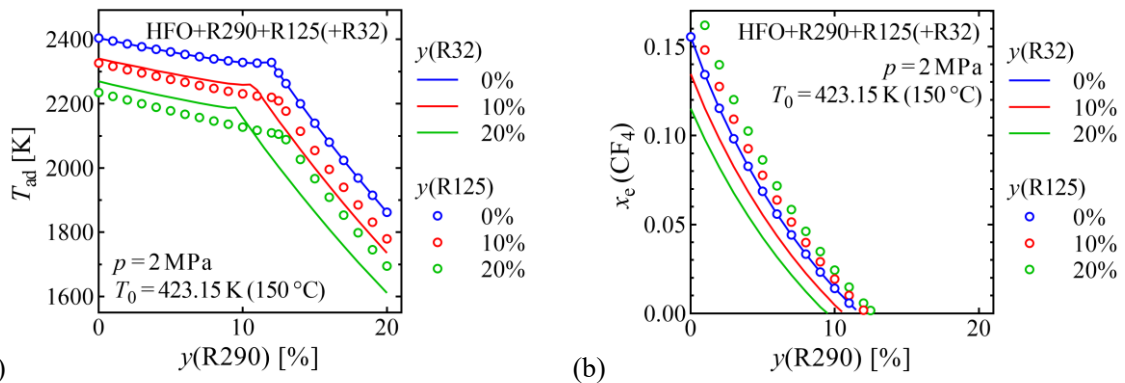 HFO+R290+R125(+R32)
2400
2200
2000
1800
1600
T_ad [K]
p = 2 MPa
T_0 = 423.15 K (150 °C)
0
10
20
y(R290) [%]
y(R32)
0%
10%
20%
y(R125)
0%
10%
20%
)
HFO+R290+R125(+R32)
p = 2 MPa
T_0 = 423.15 K (150 °C)
0.15
0.10
0.05
0.00
x_e (CF_4)
0
10
20
y(R290) [%]
y(R32)
0%
10%
20%
y(R125)
0%
10%
20%
(b)